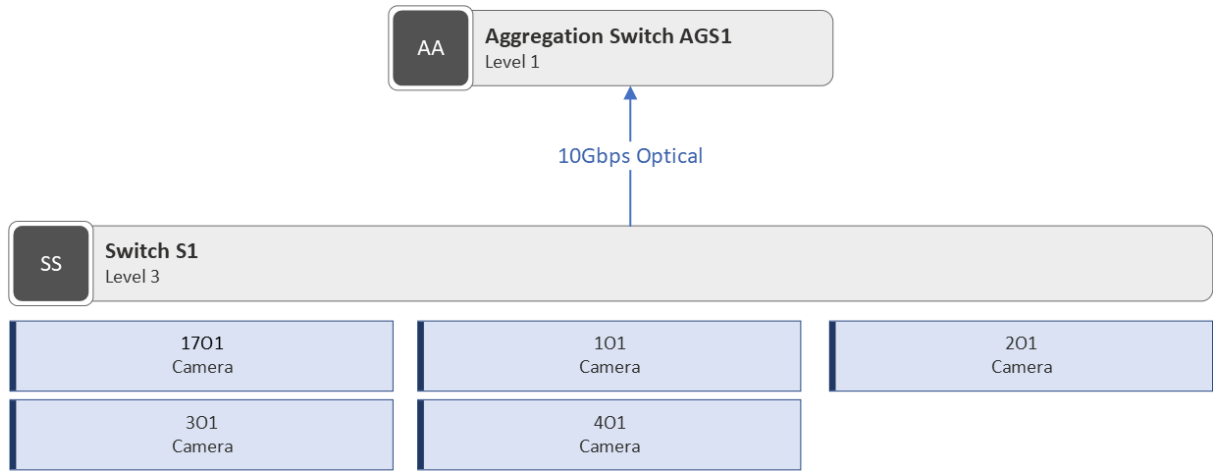 AA
Aggregation Switch AGS1
Level 1
10Gbps Optical
SS
Switch S1
Level 3
17O1
Camera
1O1
Camera
2O1
Camera
3O1
Camera
4O1
Camera